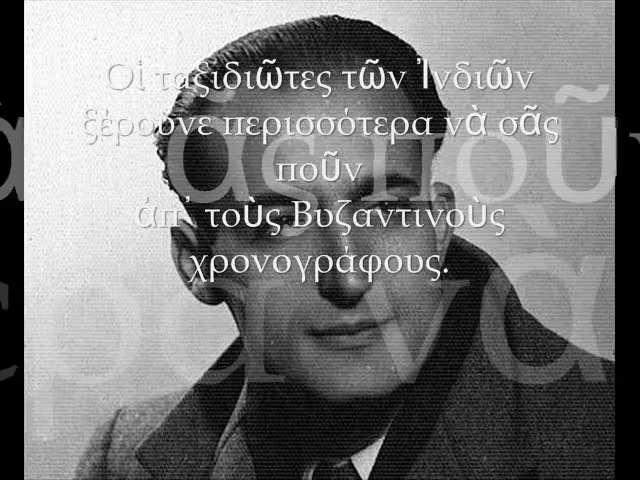 Οἱ ταξιδιῶτες τῶν Ἰνδιῶν
ξέρουνε περισσότερα νὰ σᾶς
ποῦν
ἀπ᾿ τοὺς Βυζαντινοὺς
χρονογράφους.